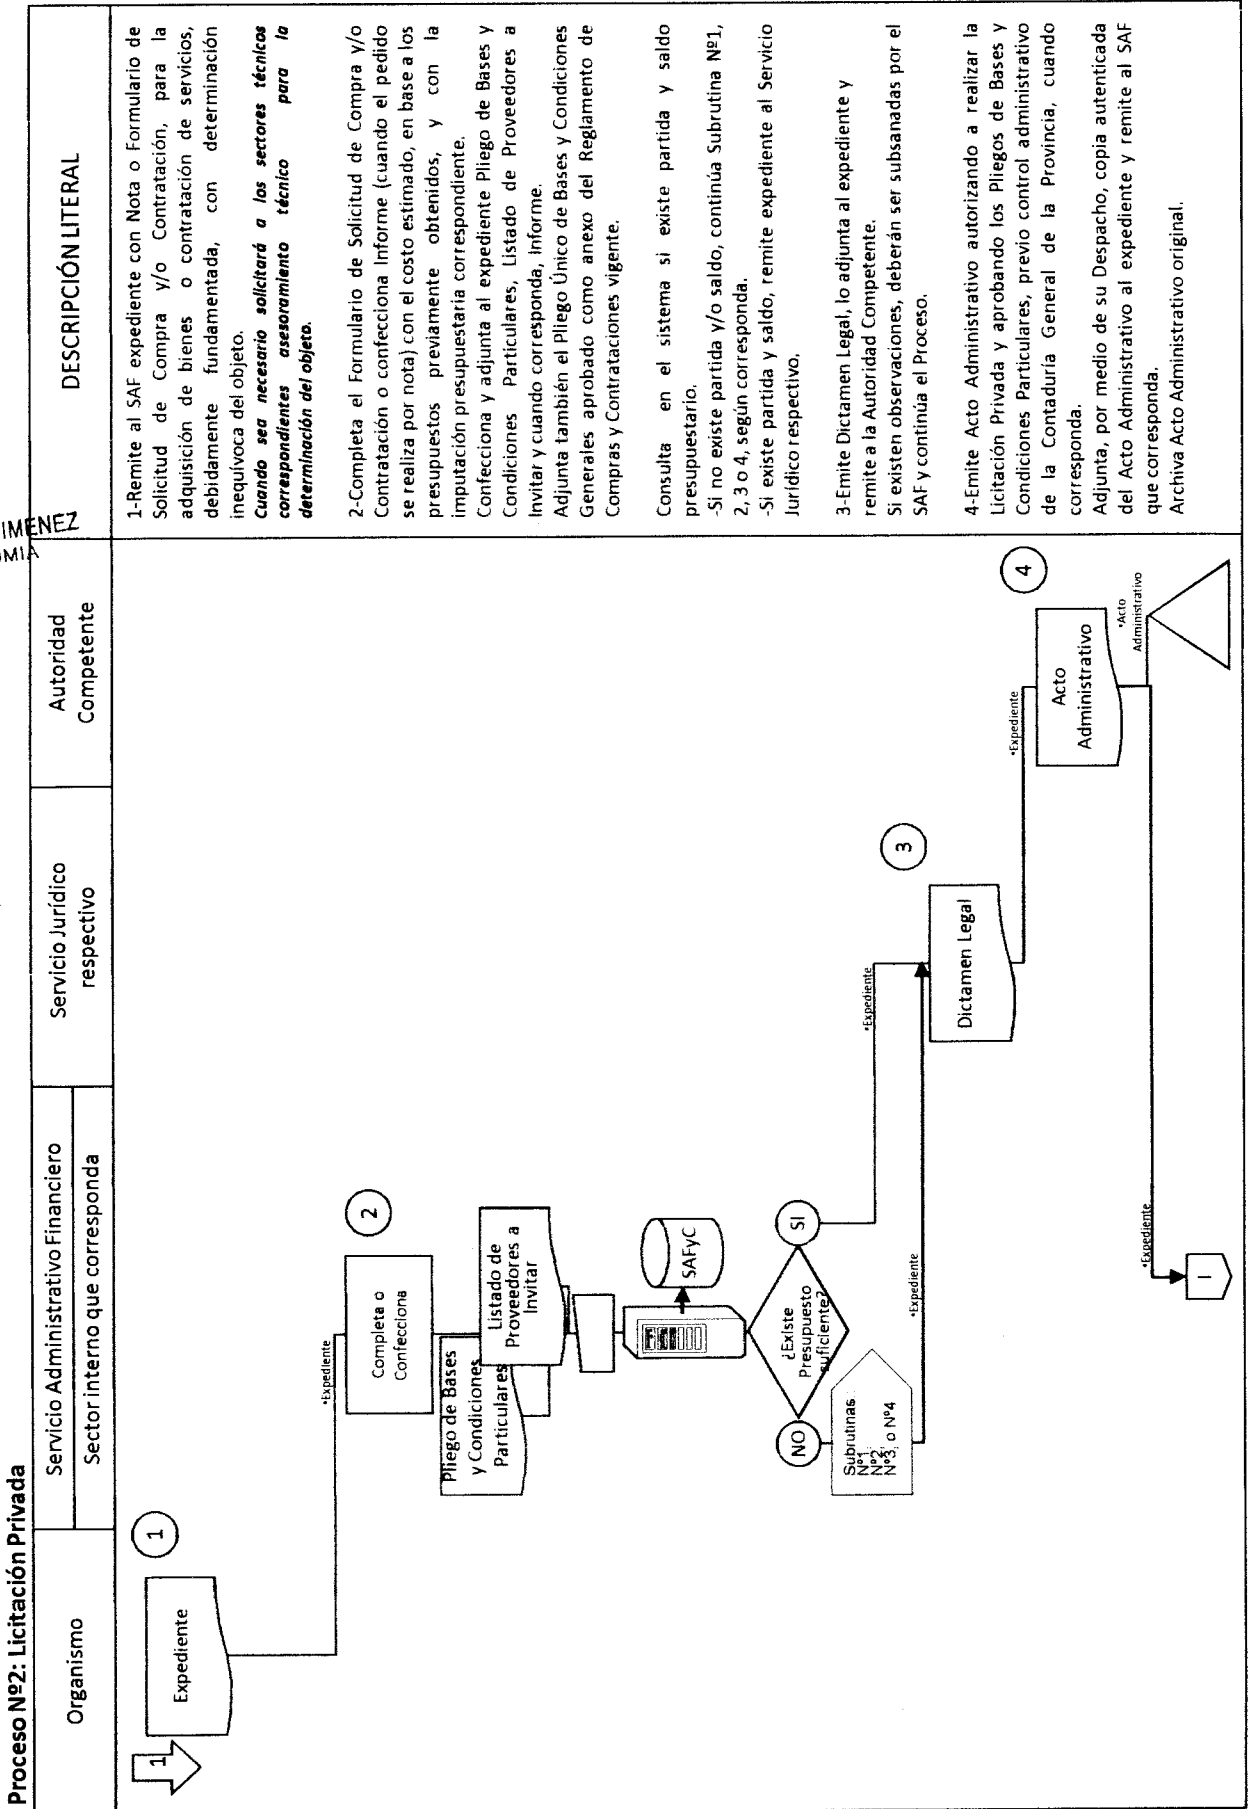 Proceso Nº2: Licitación Privada
Organismo
Servicio Administrativo Financiero
Sector interno que corresponda
Servicio Jurídico
respectivo
Autoridad
Competente
DESCRIPCIÓN LITERAL
IMENEZ
OMIA
1
Expediente
1
*Expediente
Completa o
Confecciona
2
Pliego de Bases
y Condiciones
Particulares
Listado de
Proveedores a
Invitar
SAFyC
¿Existe
Presupuesto
suficiente?
NO
SI
Subrutinas
Nº1,
Nº2,
Nº3, o Nº4
*Expediente
*Expediente
Dictamen Legal
3
*Expediente
Acto
Administrativo
4
*Acto
Administrativo
*Expediente
I
1-Remite al SAF expediente con Nota o Formulario de
Solicitud de Compra y/o Contratación, para la
adquisición de bienes o contratación de servicios,
debidamente fundamentada, con determinación
inequívoca del objeto.
Cuando sea necesario solicitará a los sectores técnicos
correspondientes asesoramiento técnico para la
determinación del objeto.
2-Completa el Formulario de Solicitud de Compra y/o
Contratación o confecciona Informe (cuando el pedido
se realiza por nota) con el costo estimado, en base a los
presupuestos previamente obtenidos, y con la
imputación presupuestaria correspondiente.
Confecciona y adjunta al expediente Pliego de Bases y
Condiciones Particulares, Listado de Proveedores a
Invitar y cuando corresponda, Informe.
Adjunta también el Pliego Único de Bases y Condiciones
Generales aprobado como anexo del Reglamento de
Compras y Contrataciones vigente.
Consulta en el sistema si existe partida y saldo
presupuestario.
-Si no existe partida y/o saldo, continúa Subrutina Nº1,
2, 3 o 4, según corresponda.
-Si existe partida y saldo, remite expediente al Servicio
Jurídico respectivo.
3-Emite Dictamen Legal, lo adjunta al expediente y
remite a la Autoridad Competente.
Si existen observaciones, deberán ser subsanadas por el
SAF y continúa el Proceso.
4-Emite Acto Administrativo autorizando a realizar la
Licitación Privada y aprobando los Pliegos de Bases y
Condiciones Particulares, previo control administrativo
de la Contaduría General de la Provincia, cuando
corresponda.
Adjunta, por medio de su Despacho, copia autenticada
del Acto Administrativo al expediente y remite al SAF
que corresponda.
Archiva Acto Administrativo original.